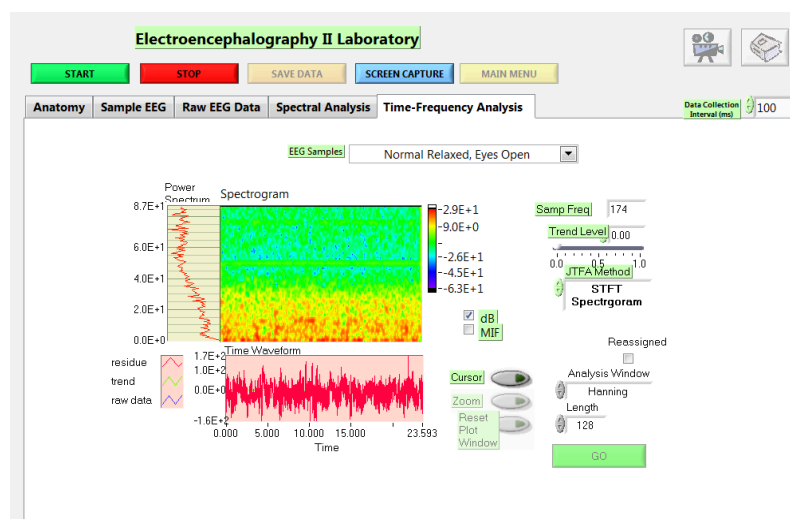 Electroencephalography II Laboratory
START STOP SAVE DATA SCREEN CAPTURE MAIN MENU
Anatomy Sample EEG Raw EEG Data Spectral Analysis Time-Frequency Analysis
Data Collection
Interval (ms)
100
EEG Samples Normal Relaxed, Eyes Open
Power
Spectrum
Spectrogram
8.7E+1
6.0E+1
4.0E+1
2.0E+1
0.0E+0
-2.9E+1
-9.0E+0
-
-2.6E+1
-4.5E+1
-6.3E+1
Samp Freq 174
Trend Level 0.00
0.0 0.5 1.0
JTFA Method
STFT
Spectrgoram
dB
MIF
Reassigned
Analysis Window
Hanning
Length
128
GO
residue
trend
raw data
Time Waveform
1.7E+2
1.0E+2
0.0E+0
-1.6E+2
0.000 5.000 10.000 15.000 23.593
Time
Cursor
Zoom
Reset
Plot
Window